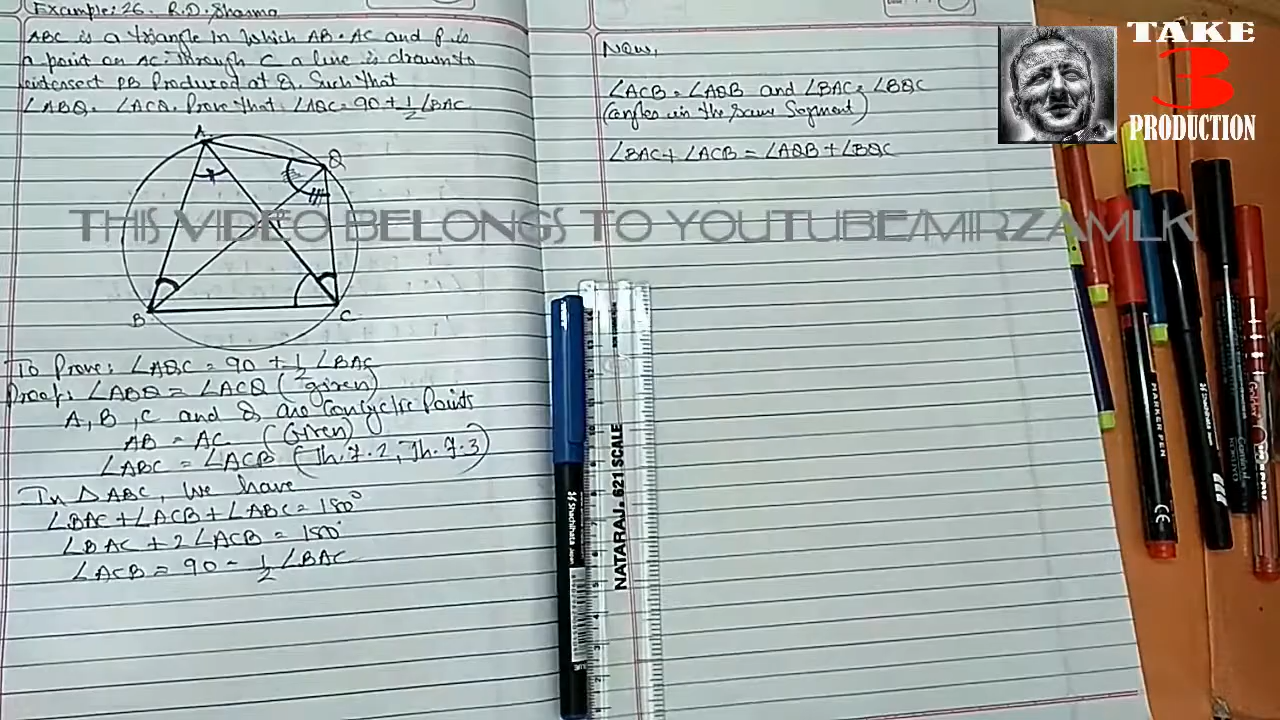 Example: 26. R.D. Sharma
ABC is a triangle in which AB = AC and P is
a point on AC. Through C a line is drawn to
intersect PB Produced at Q. Such that
∠ABQ = ∠ACQ. Prove that ∠AQC = 90 + 1/2 ∠BAC
A
Q
B
C
To Prove: ∠AQC = 90 + 1/2 ∠BAC
Proof: ∠ABQ = ∠ACQ (given)
A, B, C and Q are Concyclic Points
AB = AC (Given)
∠ABC = ∠ACB (Th. 7.2, Th. 7.3)
In △ABC, We have
∠BAC + ∠ACB + ∠ABC = 180°
∠BAC + 2∠ACB = 180°
∠ACB = 90 - 1/2 ∠BAC
Now,
∠ACB = ∠AQB and ∠BAC = ∠BQC
(angles in the Same Segment)
∠BAC + ∠ACB = ∠AQB + ∠BQC
TAKE
3
PRODUCTION
THIS VIDEO BELONGS TO YOUTUBE/MIRZAMLK
NATARAJ® 621 SCALE
Shachihata
MARKER PEN